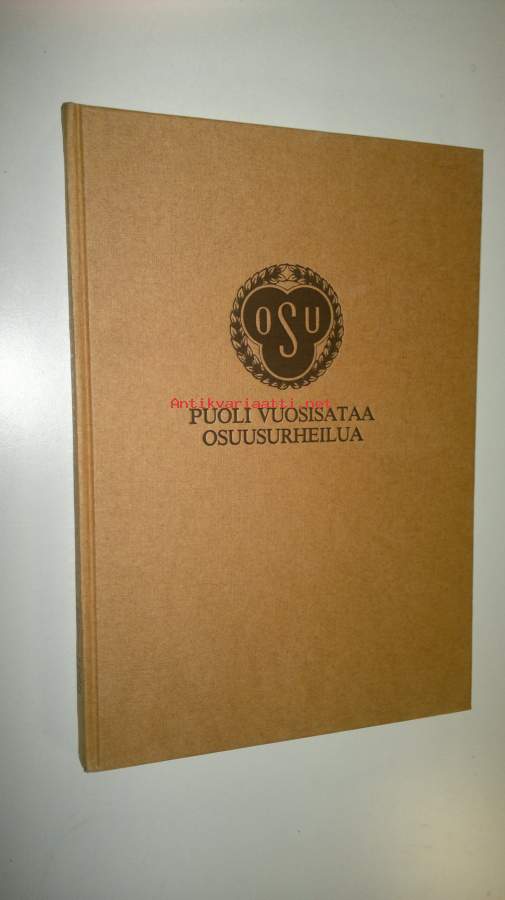 OSU
Antikvariaatti.net
PUOLI VUOSISATAA
OSUUSURHEILUA